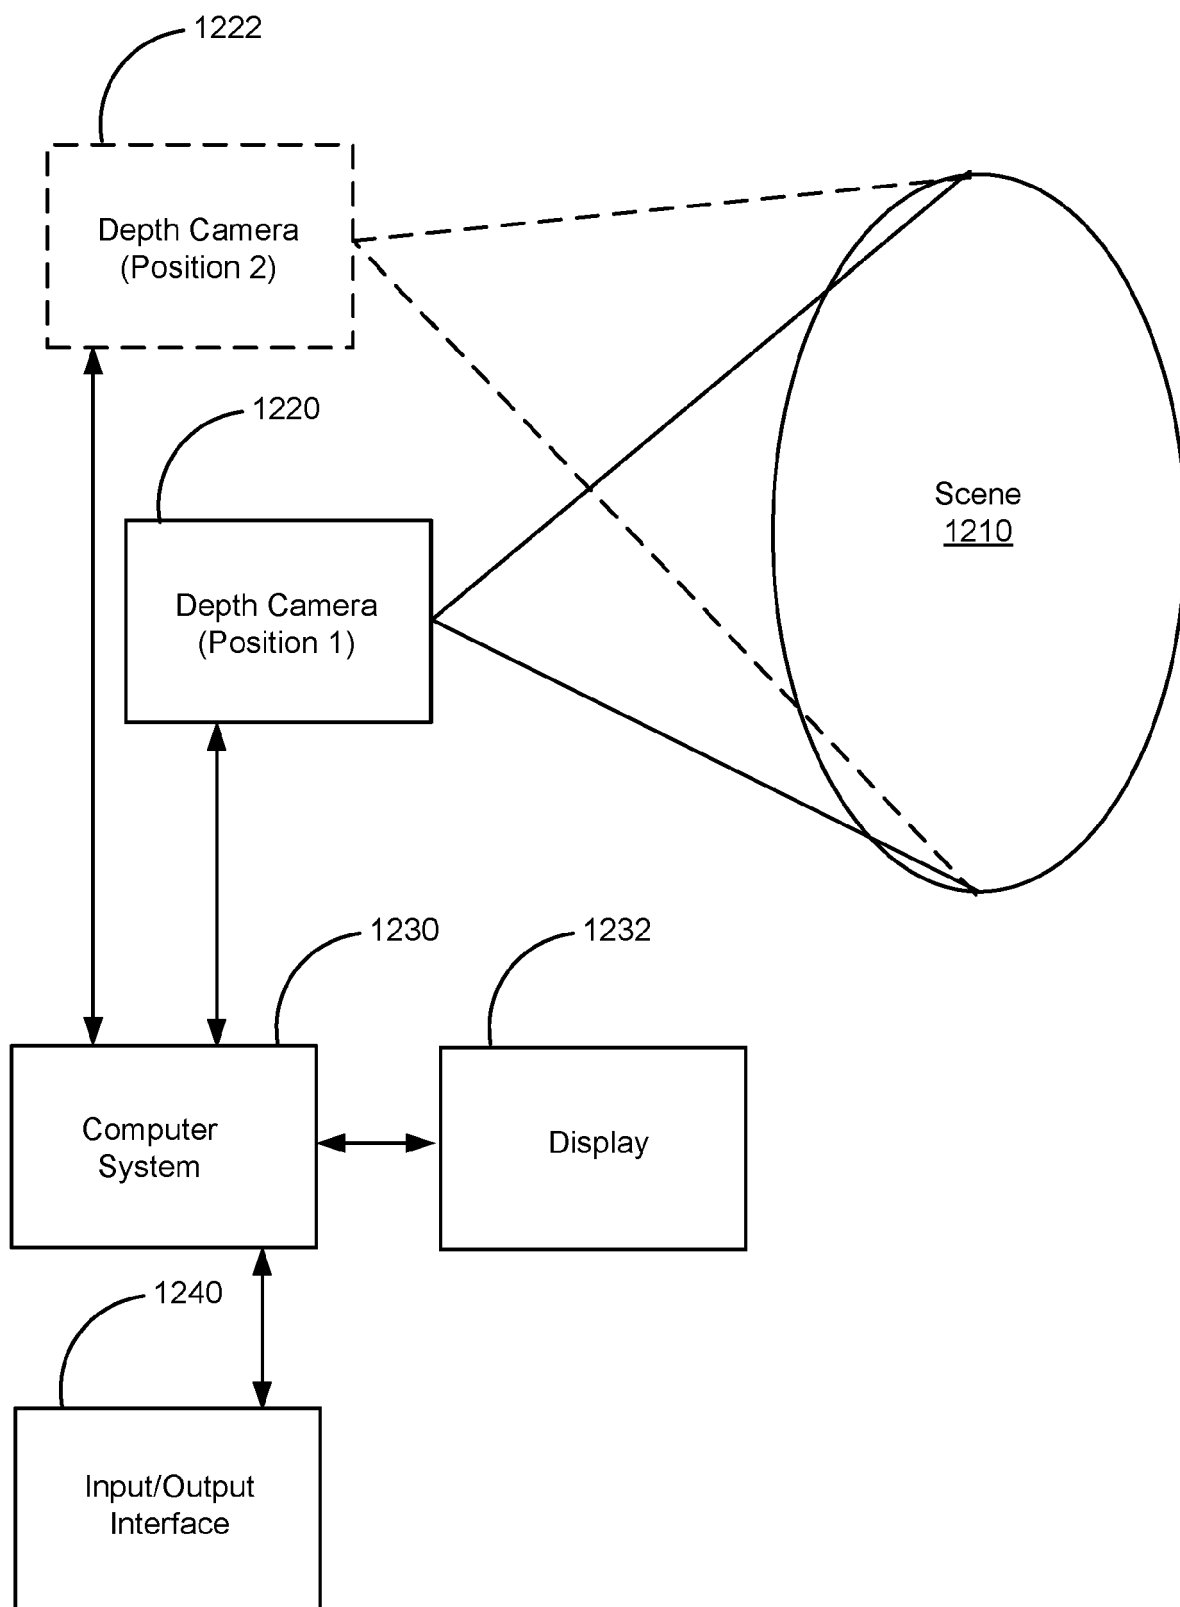 1222
Depth Camera
(Position 2)
1220
Depth Camera
(Position 1)
Scene
1210
1230
1232
Computer
System
Display
1240
Input/Output
Interface